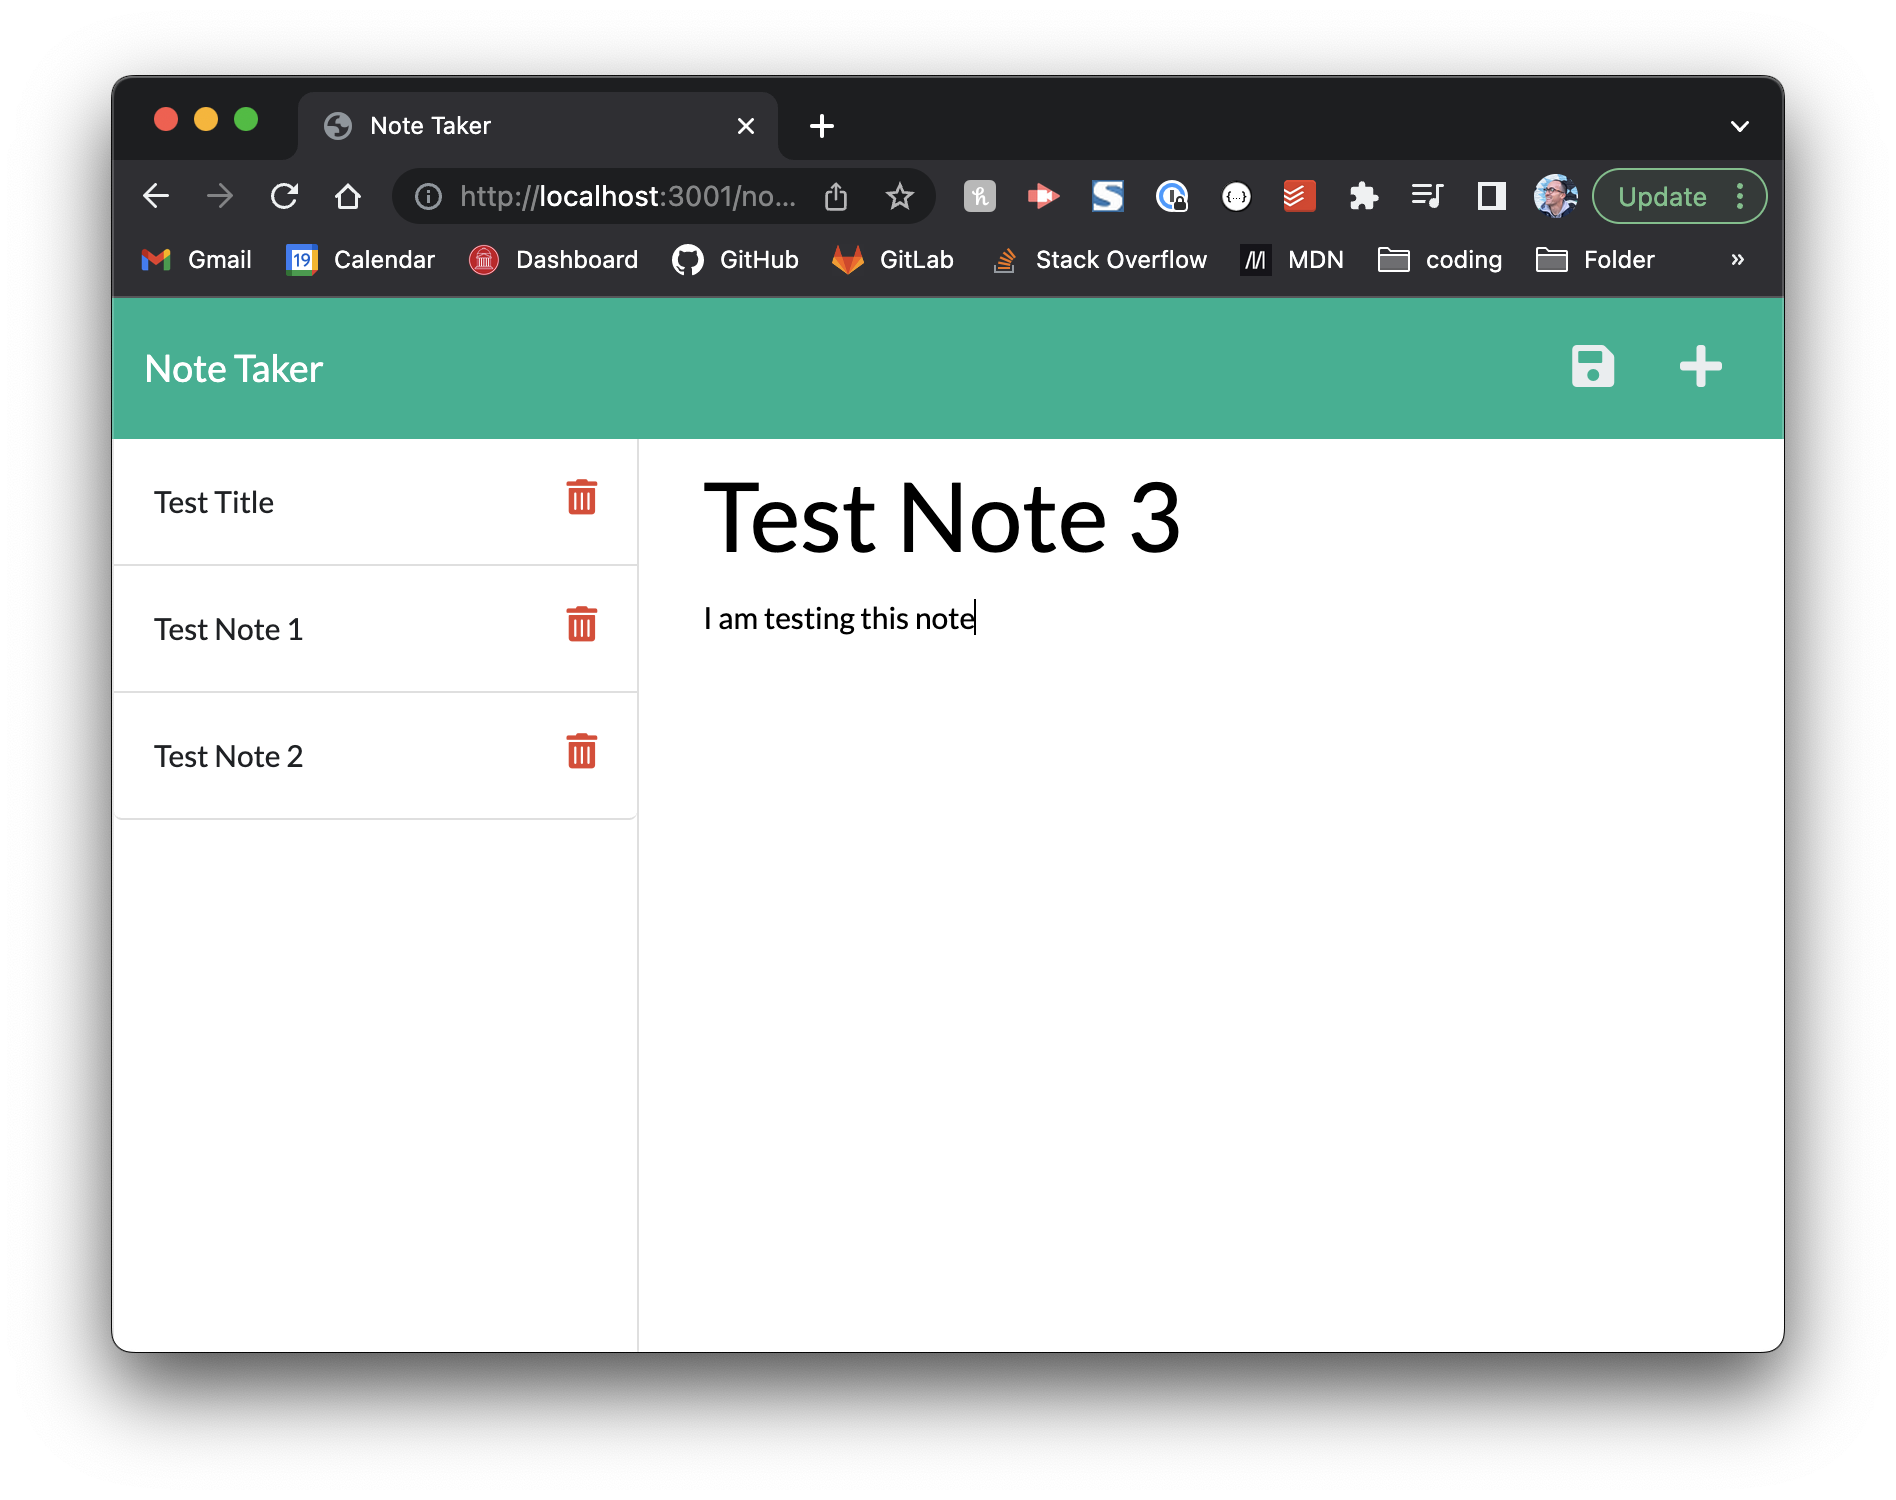 Note Taker
http://localhost:3001/no...
Update
Gmail
19
Calendar
Dashboard
GitHub
GitLab
Stack Overflow
MDN
coding
Folder
»
Note Taker
Test Title
Test Note 1
Test Note 2
Test Note 3
I am testing this note